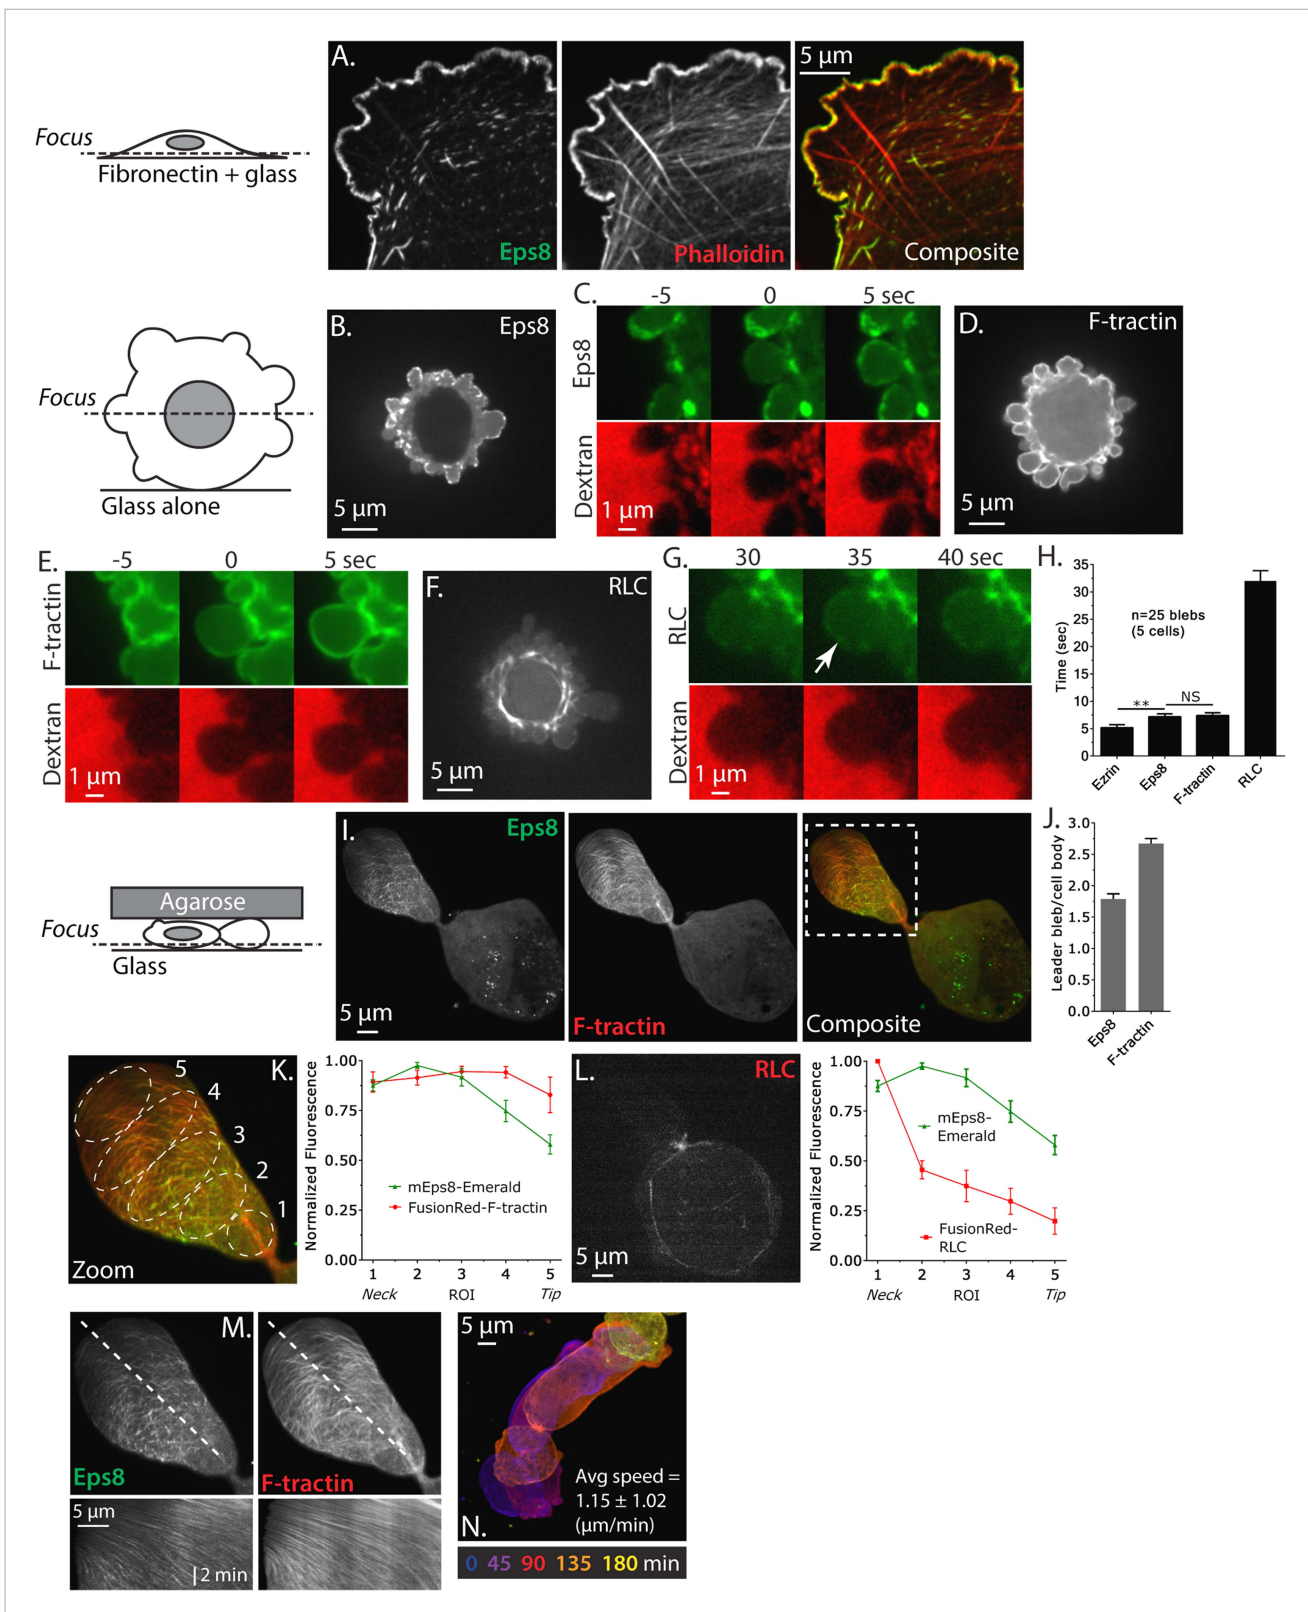 A.
5 µm
Focus
Fibronectin + glass
Eps8
Phalloidin
Composite
C.
-5
0
5 sec
B.
Eps8
Eps8
D.
F-tractin
Focus
Dextran
5 µm
1 µm
5 µm
Glass alone
E.
-5
0
5 sec
F.
RLC
G.
30
35
40 sec
H.
F-tractin
RLC
Dextran
1 µm
5 µm
Dextran
1 µm
35
30
25
20
15
10
5
0
Time (sec)
n=25 blebs
(5 cells)
**
NS
Ezrin
Eps8
F-tractin
RLC
I.
Eps8
J.
Agarose
Focus
Glass
5 µm
F-tractin
Composite
3.0
2.5
2.0
1.5
1.0
0.5
0.0
Leader bleb/cell body
Eps8
F-tractin
K.
5
4
3
2
1
Zoom
1.00
0.75
0.50
0.25
0.00
Normalized Fluorescence
mEps8-Emerald
FusionRed-F-tractin
1 2 3 4 5
Neck ROI Tip
L.
RLC
5 µm
1.00
0.75
0.50
0.25
0.00
Normalized Fluorescence
mEps8-
Emerald
FusionRed-
RLC
1 2 3 4 5
Neck ROI Tip
M.
Eps8
F-tractin
5 µm
2 min
5 µm
Avg speed =
1.15 ± 1.02
(µm/min)
N.
0 45 90 135 180 min